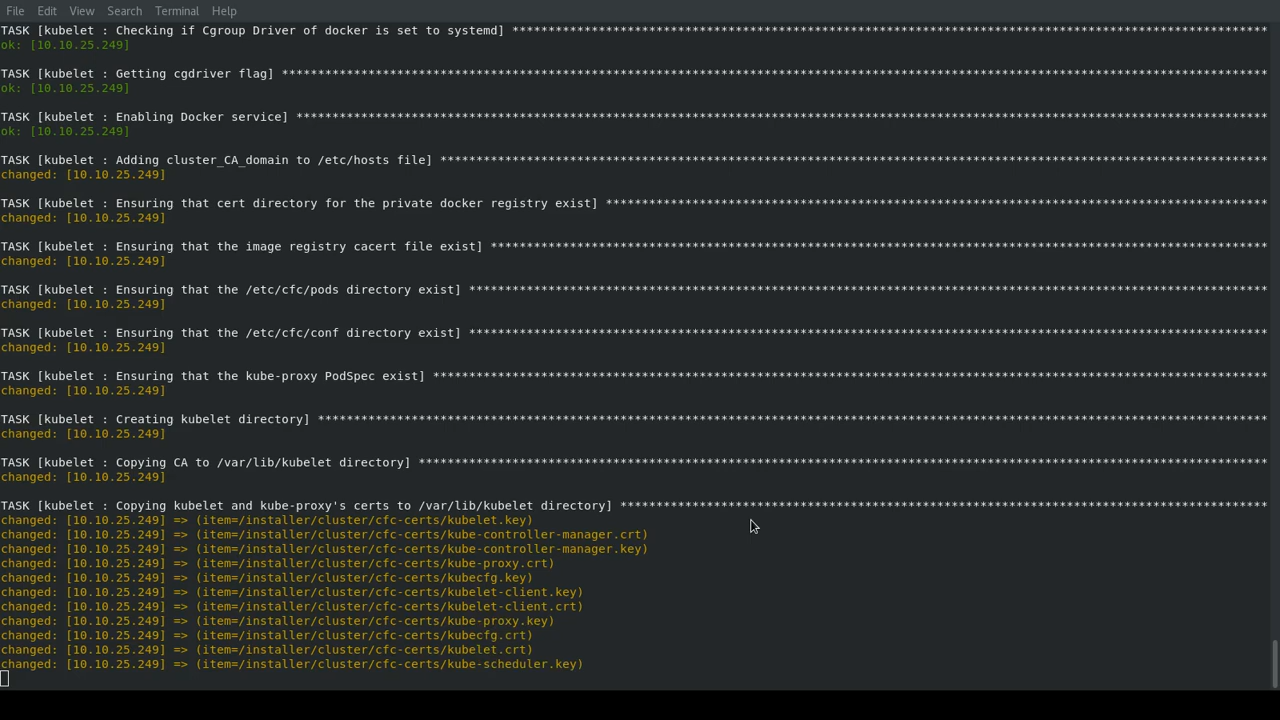 File Edit View Search Terminal Help
TASK [kubelet : Checking if Cgroup Driver of docker is set to systemd] *********************************************************************************************************
ok: [10.10.25.249]
TASK [kubelet : Getting cgdriver flag] *****************************************************************************************************************************************
ok: [10.10.25.249]
TASK [kubelet : Enabling Docker service] ***************************************************************************************************************************************
ok: [10.10.25.249]
TASK [kubelet : Adding cluster_CA_domain to /etc/hosts file] *******************************************************************************************************************
changed: [10.10.25.249]
TASK [kubelet : Ensuring that cert directory for the private docker registry exist] ********************************************************************************************
changed: [10.10.25.249]
TASK [kubelet : Ensuring that the image registry cacert file exist] ************************************************************************************************************
changed: [10.10.25.249]
TASK [kubelet : Ensuring that the /etc/cfc/pods directory exist] ***************************************************************************************************************
changed: [10.10.25.249]
TASK [kubelet : Ensuring that the /etc/cfc/conf directory exist] ***************************************************************************************************************
changed: [10.10.25.249]
TASK [kubelet : Ensuring that the kube-proxy PodSpec exist] ********************************************************************************************************************
changed: [10.10.25.249]
TASK [kubelet : Creating kubelet directory] ************************************************************************************************************************************
changed: [10.10.25.249]
TASK [kubelet : Copying CA to /var/lib/kubelet directory] **********************************************************************************************************************
changed: [10.10.25.249]
TASK [kubelet : Copying kubelet and kube-proxy's certs to /var/lib/kubelet directory] ******************************************************************************************
changed: [10.10.25.249] => (item=/installer/cluster/cfc-certs/kubelet.key)
changed: [10.10.25.249] => (item=/installer/cluster/cfc-certs/kube-controller-manager.crt)
changed: [10.10.25.249] => (item=/installer/cluster/cfc-certs/kube-controller-manager.key)
changed: [10.10.25.249] => (item=/installer/cluster/cfc-certs/kube-proxy.crt)
changed: [10.10.25.249] => (item=/installer/cluster/cfc-certs/kubecfg.key)
changed: [10.10.25.249] => (item=/installer/cluster/cfc-certs/kubelet-client.key)
changed: [10.10.25.249] => (item=/installer/cluster/cfc-certs/kubelet-client.crt)
changed: [10.10.25.249] => (item=/installer/cluster/cfc-certs/kube-proxy.key)
changed: [10.10.25.249] => (item=/installer/cluster/cfc-certs/kubecfg.crt)
changed: [10.10.25.249] => (item=/installer/cluster/cfc-certs/kubelet.crt)
changed: [10.10.25.249] => (item=/installer/cluster/cfc-certs/kube-scheduler.key)